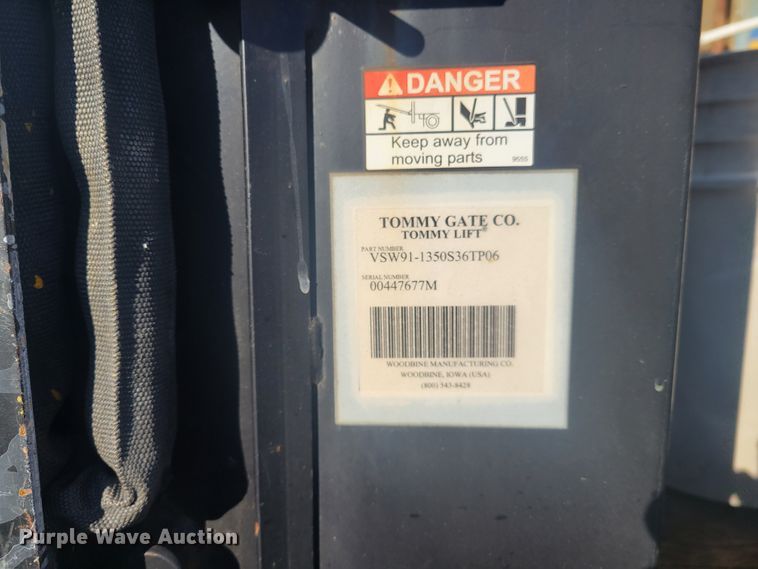 DANGER
Keep away from
moving parts
9555
TOMMY GATE CO.
TOMMY LIFT®
PART NUMBER
VSW91-1350S36TP06
SERIAL NUMBER
00447677M
WOODBINE MANUFACTURING CO.
WOODBINE, IOWA (USA)
(800) 543-8428
Purple Wave Auction